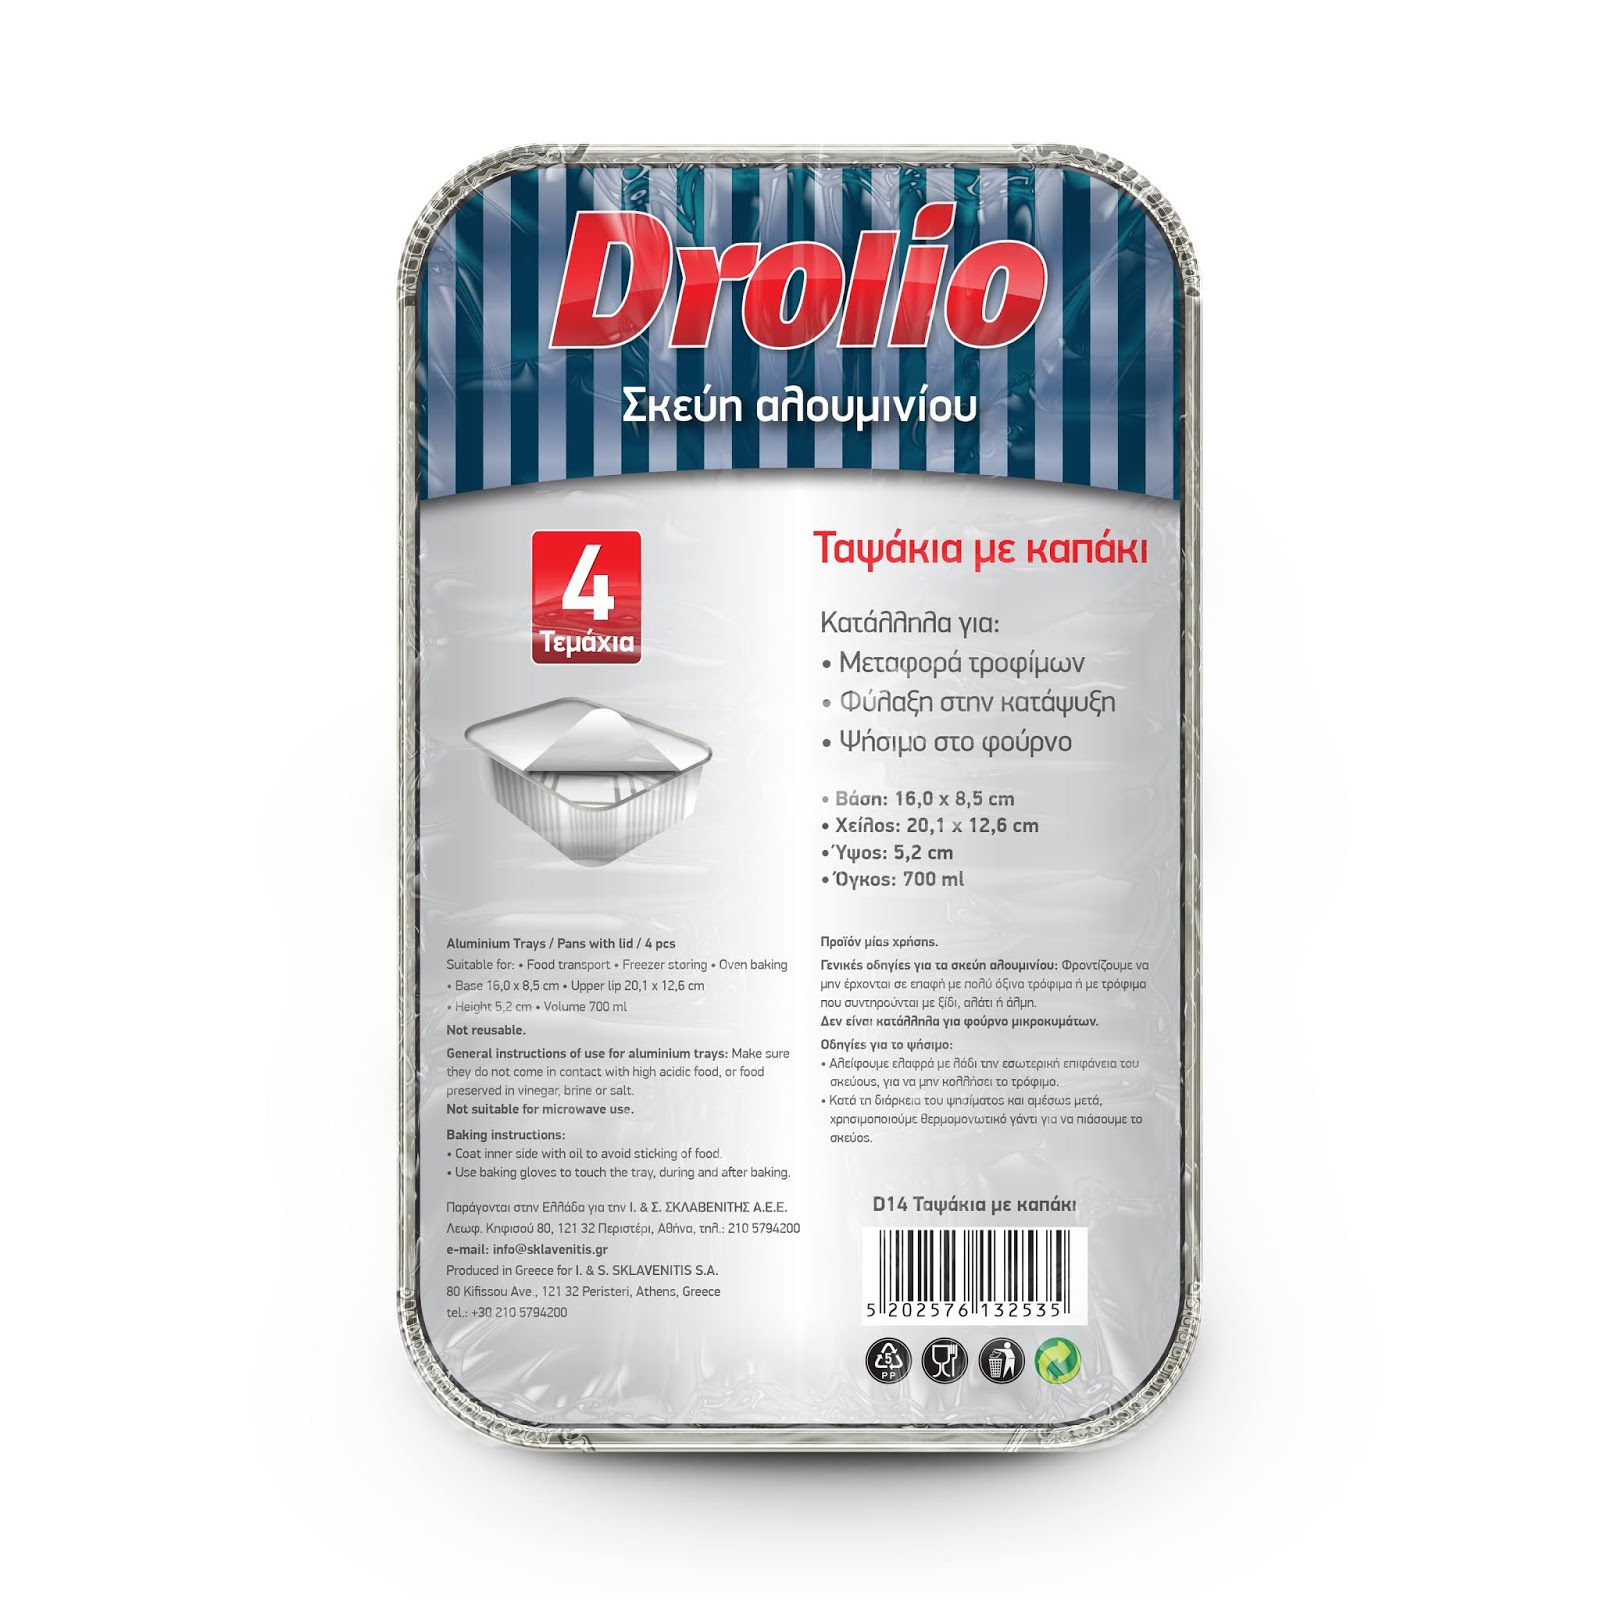 Drolio
Σκεύη αλουμινίου
4
Τεμάχια
Ταψάκια με καπάκι
Κατάλληλα για:
• Μεταφορά τροφίμων
• Φύλαξη στην κατάψυξη
• Ψήσιμο στο φούρνο
• Βάση: 16,0 x 8,5 cm
• Χείλος: 20,1 x 12,6 cm
• Ύψος: 5,2 cm
• Όγκος: 700 ml
Aluminium Trays / Pans with lid / 4 pcs
Suitable for: • Food transport • Freezer storing • Oven baking
• Base 16,0 x 8,5 cm • Upper lip 20,1 x 12,6 cm
• Height 5,2 cm • Volume 700 ml
Not reusable.
General instructions of use for aluminium trays: Make sure
they do not come in contact with high acidic food, or food
preserved in vinegar, brine or salt.
Not suitable for microwave use.
Baking instructions:
• Coat inner side with oil to avoid sticking of food.
• Use baking gloves to touch the tray, during and after baking.
Παράγονται στην Ελλάδα για την Ι. & Σ. ΣΚΛΑΒΕΝΙΤΗΣ Α.Ε.Ε.
Λεωφ. Κηφισού 80, 121 32 Περιστέρι, Αθήνα, τηλ.: 210 5794200
e-mail: info@sklavenitis.gr
Produced in Greece for I. & S. SKLAVENITIS S.A.
80 Kifissou Ave., 121 32 Peristeri, Athens, Greece
tel.: +30 210 5794200
Προϊόν μίας χρήσης.
Γενικές οδηγίες για τα σκεύη αλουμινίου: Φροντίζουμε να
μην έρχονται σε επαφή με πολύ όξινα τρόφιμα ή με τρόφιμα
που συντηρούνται με ξίδι, αλάτι ή άλμη.
Δεν είναι κατάλληλα για φούρνο μικροκυμάτων.
Οδηγίες για το ψήσιμο:
• Αλείφουμε ελαφρά με λάδι την εσωτερική επιφάνεια του
σκεύους, για να μην κολλήσει το τρόφιμο.
• Κατά τη διάρκεια του ψησίματος και αμέσως μετά,
χρησιμοποιούμε θερμομονωτικό γάντι για να πιάσουμε το
σκεύος.
D14 Ταψάκια με καπάκι
5 202576 132535
5
PP